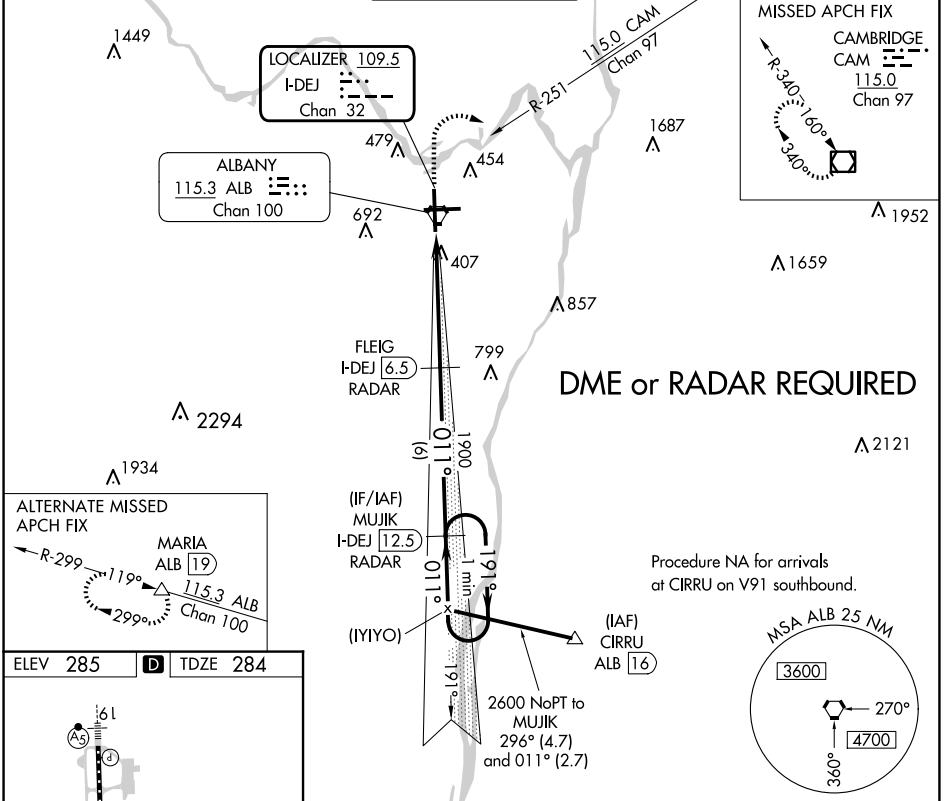 1449
LOCALIZER 109.5
I-DEJ
Chan 32
115.0 CAM
Chan 97
R-251
MISSED APCH FIX
CAMBRIDGE
CAM
115.0
Chan 97
R-340
160°
340°
479
454
1687
ALBANY
115.3 ALB
Chan 100
692
1952
407
1659
857
FLEIG
I-DEJ 6.5
RADAR
799
DME or RADAR REQUIRED
2294
011°
(6)
1900
2121
1934
ALTERNATE MISSED
APCH FIX
R-299
119°
299°
MARIA
ALB 19
115.3 ALB
Chan 100
(IF/IAF)
MUJIK
I-DEJ 12.5
RADAR
011°
1 min
191°
(IYIYO)
191°
Procedure NA for arrivals
at CIRRU on V91 southbound.
(IAF)
CIRRU
ALB 16
2600 NoPT to
MUJIK
296° (4.7)
and 011° (2.7)
MSA ALB 25 NM
3600
270°
4700
360°
ELEV 285
D
TDZE 284
19
A5
P